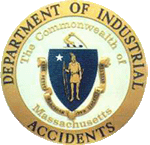 DEPARTMENT OF INDUSTRIAL
ACCIDENTS
The Commonwealth of
Massachusetts